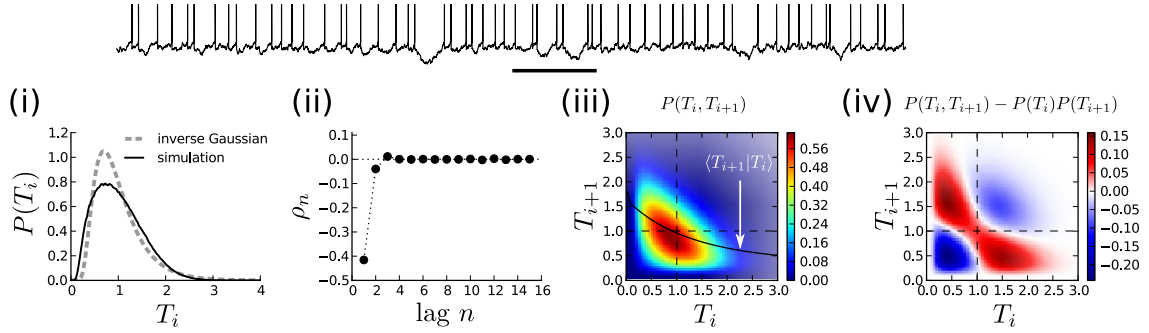 (i)
P(T_i)
1.2
1.0
0.8
0.6
0.4
0.2
0.0
0 1 2 3 4
T_i
inverse Gaussian
simulation
(ii)
ρ_n
0.1
0.0
−0.1
−0.2
−0.3
−0.4
−0.5
0 2 4 6 8 10 12 14 16
lag n
(iii)
P(T_i, T_{i+1})
T_{i+1}
3.0
2.5
2.0
1.5
1.0
0.5
0.0
0.0 0.5 1.0 1.5 2.0 2.5 3.0
T_i
⟨T_{i+1}|T_i⟩
0.56
0.48
0.40
0.32
0.24
0.16
0.08
0.00
(iv)
P(T_i, T_{i+1}) − P(T_i)P(T_{i+1})
T_{i+1}
3.0
2.5
2.0
1.5
1.0
0.5
0.0
0.0 0.5 1.0 1.5 2.0 2.5 3.0
T_i
0.15
0.10
0.05
0.00
−0.05
−0.10
−0.15
−0.20